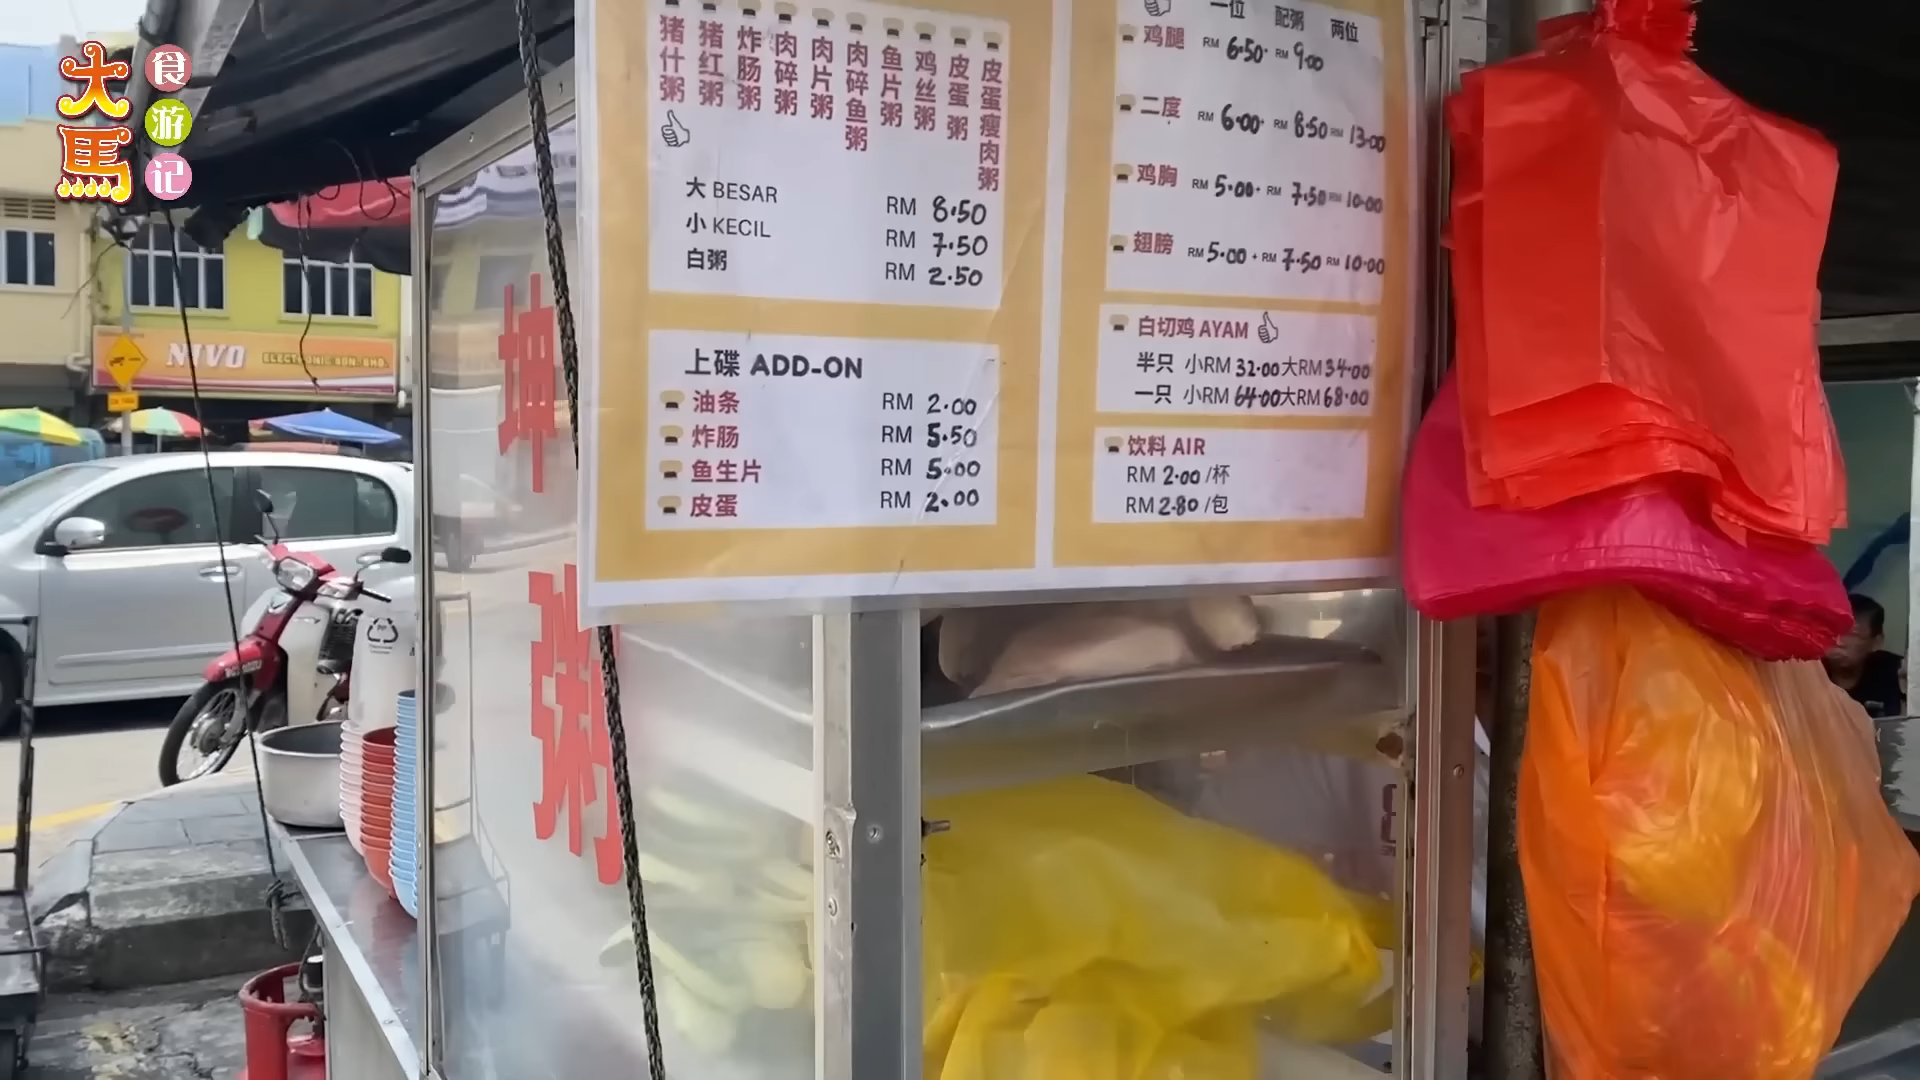 大馬
食游记
猪什粥
猪红粥
炸肠粥
肉碎粥
肉片粥
肉碎鱼粥
鱼片粥
鸡丝粥
皮蛋粥
皮蛋瘦肉粥
大 BESAR RM 8.50
小 KECIL RM 7.50
白粥 RM 2.50
上碟 ADD-ON
油条 RM 2.00
炸肠 RM 5.50
鱼生片 RM 5.00
皮蛋 RM 2.00
一位 配粥 两位
鸡腿 RM 6.50 RM 9.00
二度 RM 6.00 RM 8.50 RM 13.00
鸡胸 RM 5.00 RM 7.50 RM 10.00
翅膀 RM 5.00 RM 7.50 RM 10.00
白切鸡 AYAM
半只 小RM 32.00 大RM 34.00
一只 小RM 64.00 大RM 68.00
饮料 AIR
RM 2.00 /杯
RM 2.80 /包
坤
粥
NIVO ELECTRONIC SDN. BHD.
PP